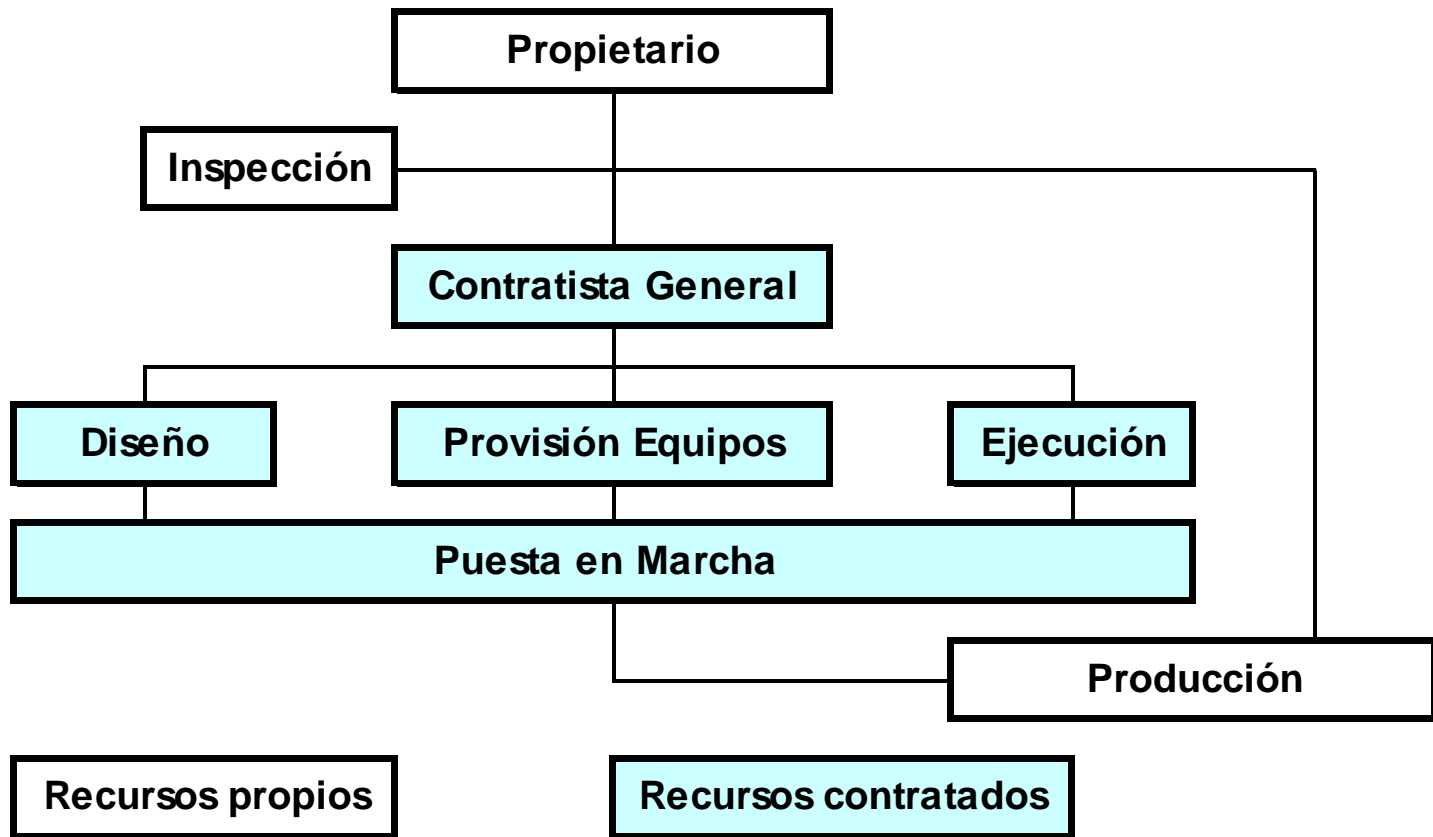 Propietario
Inspección
Contratista General
Diseño
Provisión Equipos
Ejecución
Puesta en Marcha
Producción
Recursos propios
Recursos contratados